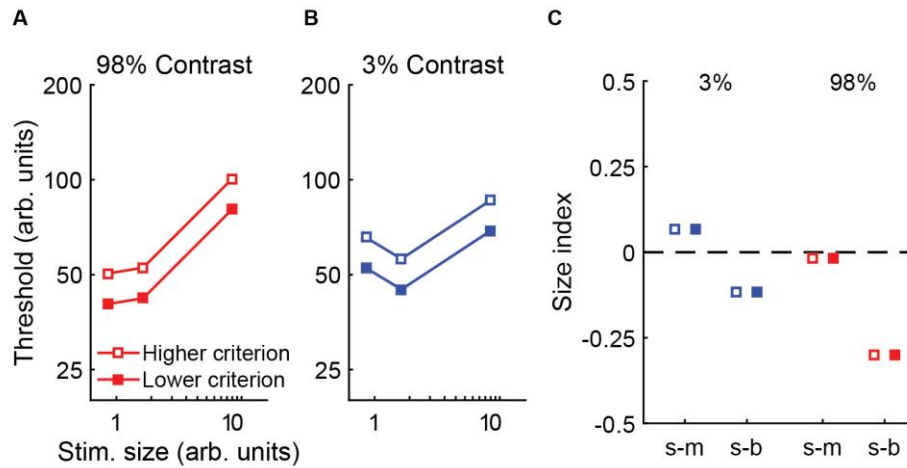 A
B
C
98% Contrast
3% Contrast
Threshold (arb. units)
200
100
50
25
Higher criterion
Lower criterion
1
10
Stim. size (arb. units)
200
100
50
25
1
10
Size index
0.5
0.25
0
-0.25
-0.5
3%
98%
s-m
s-b
s-m
s-b